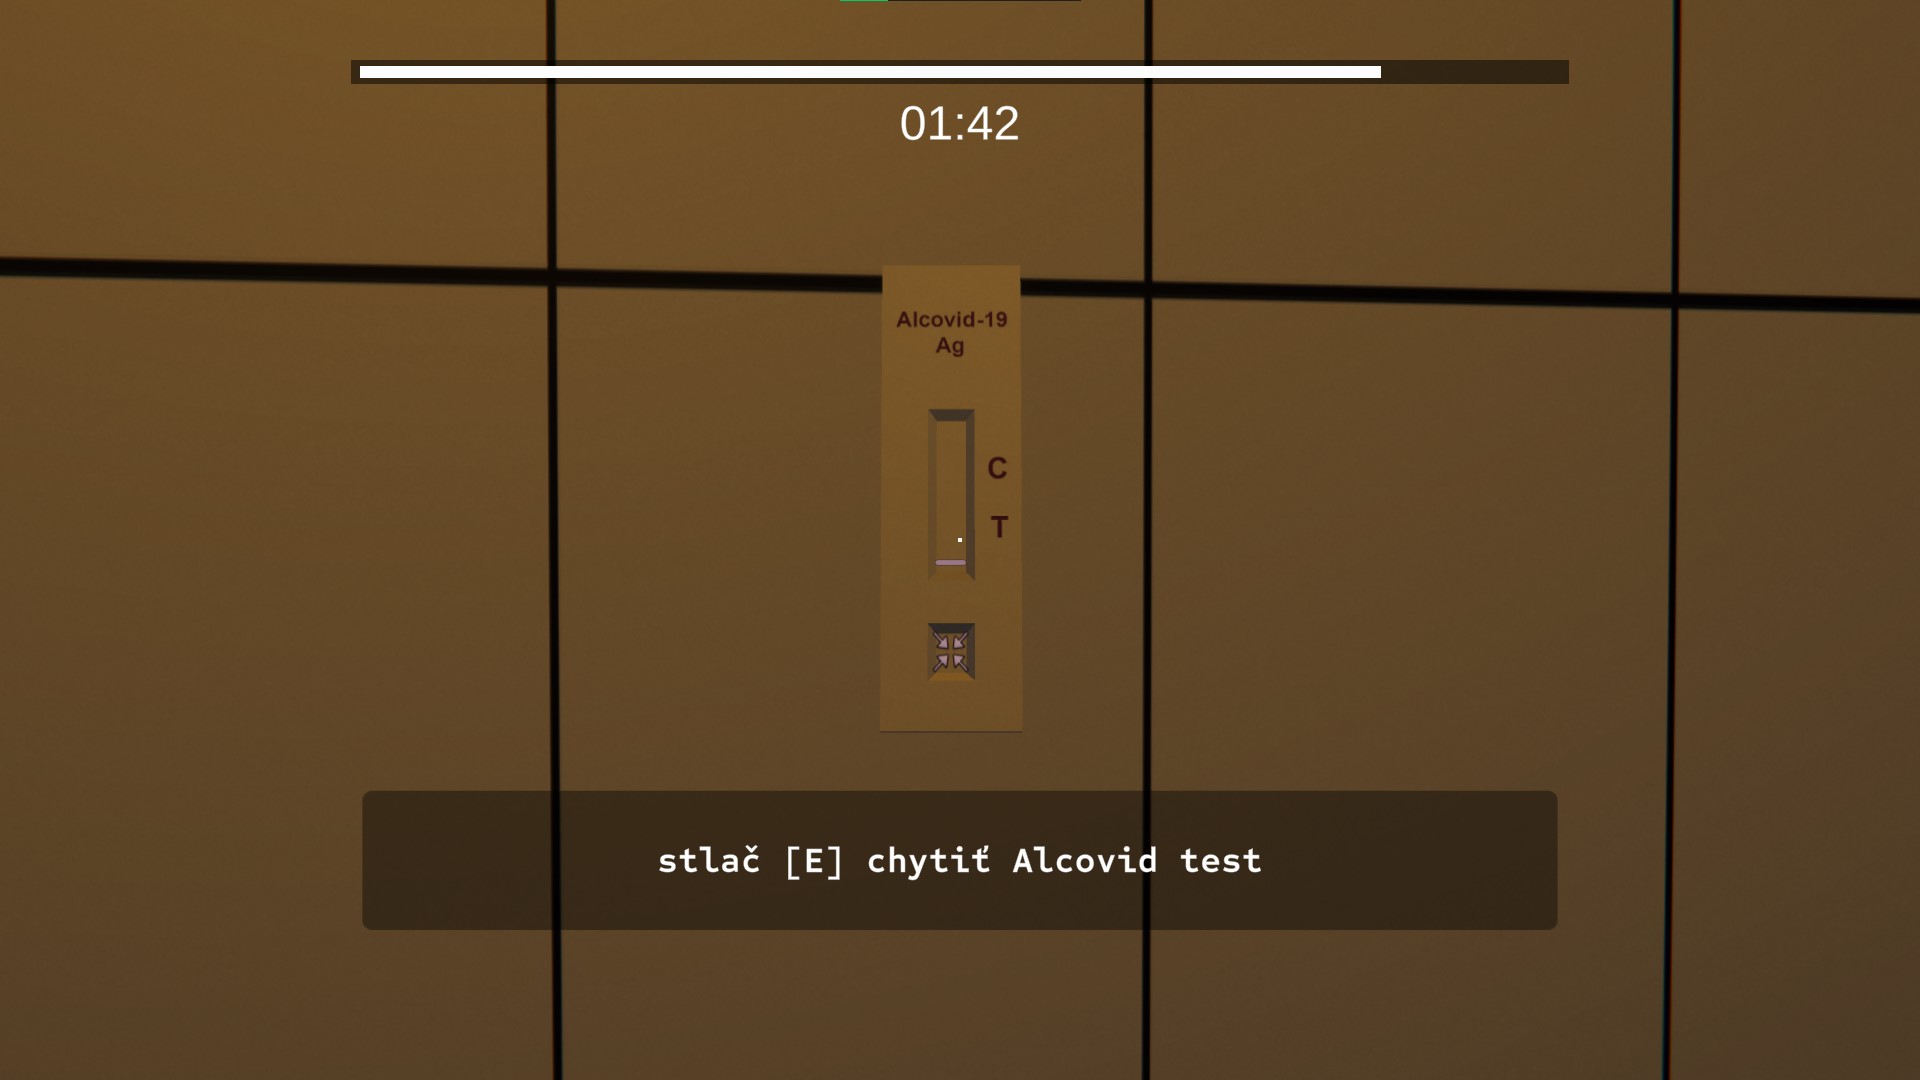 01:42
Alcovid-19
Ag
C
T
stlač [E] chytiť Alcovid test